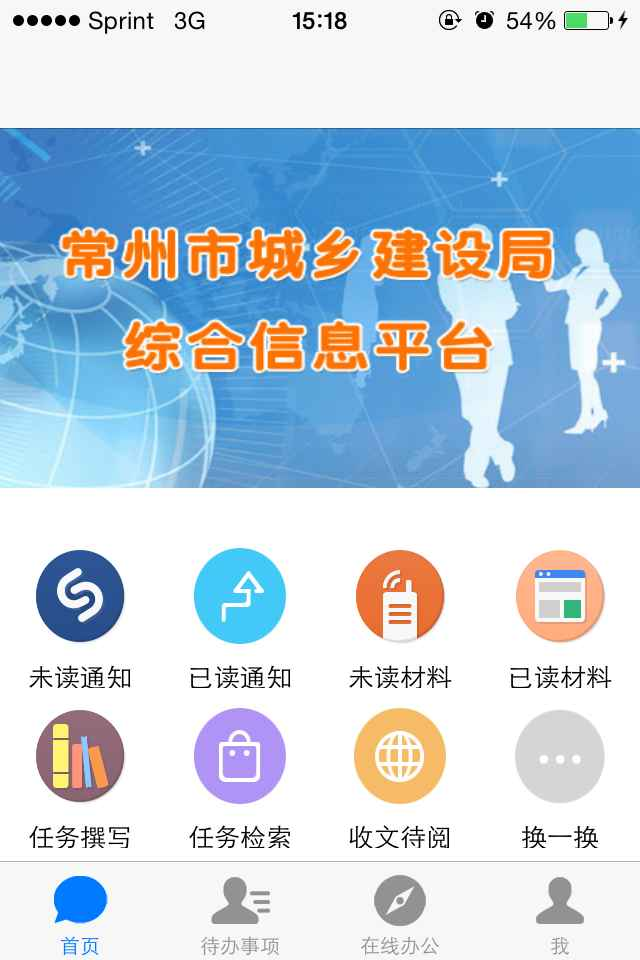 Sprint 3G 15:18 54%
常州市城乡建设局
综合信息平台
未读通知 已读通知 未读材料 已读材料
任务撰写 任务检索 收文待阅 换一换
首页 待办事项 在线办公 我